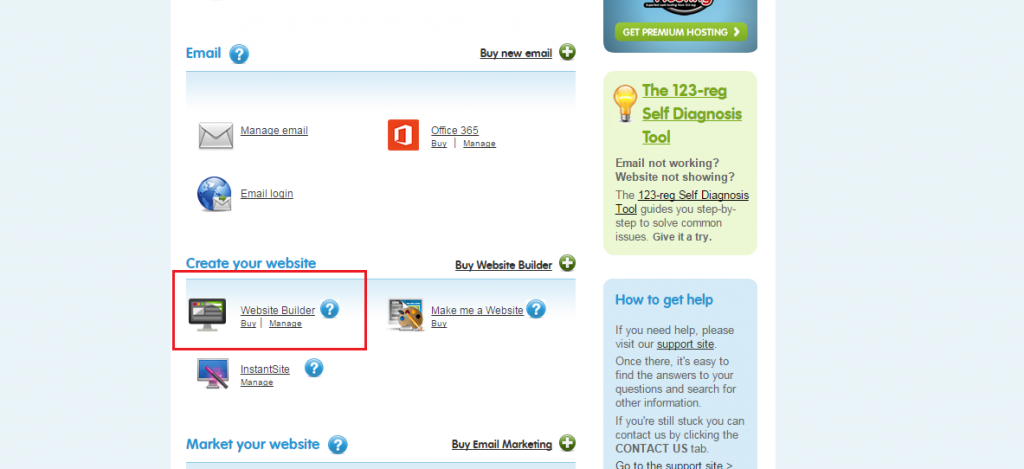 Hosting
GET PREMIUM HOSTING
Email ?
Buy new email
Manage email
Office 365
Buy | Manage
Email login
Create your website
Buy Website Builder
Website Builder ?
Buy | Manage
Make me a Website ?
Buy
InstantSite ?
Manage
Market your website ?
Buy Email Marketing
The 123-reg
Self Diagnosis
Tool
Email not working?
Website not showing?
The 123-reg Self Diagnosis
Tool guides you step-by-
step to solve common
issues. Give it a try.
How to get help
If you need help, please
visit our support site.
Once there, it's easy to
find the answers to your
questions and search for
other information.
If you're still stuck you can
contact us by clicking the
CONTACT US tab.
Go to the support site >